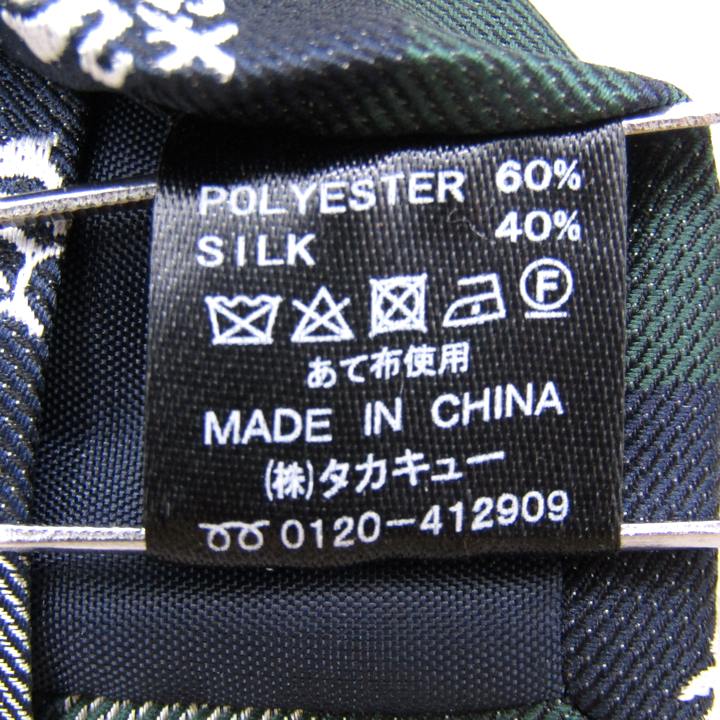 POLYESTER 60%
SILK 40%
F
あて布使用
MADE IN CHINA
(株)タカキュー
0120-412909